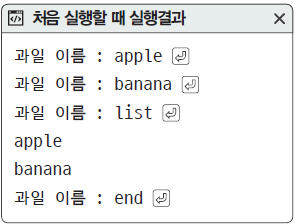 처음 실행할 때 실행결과
과일 이름 : apple
과일 이름 : banana
과일 이름 : list
apple
banana
과일 이름 : end